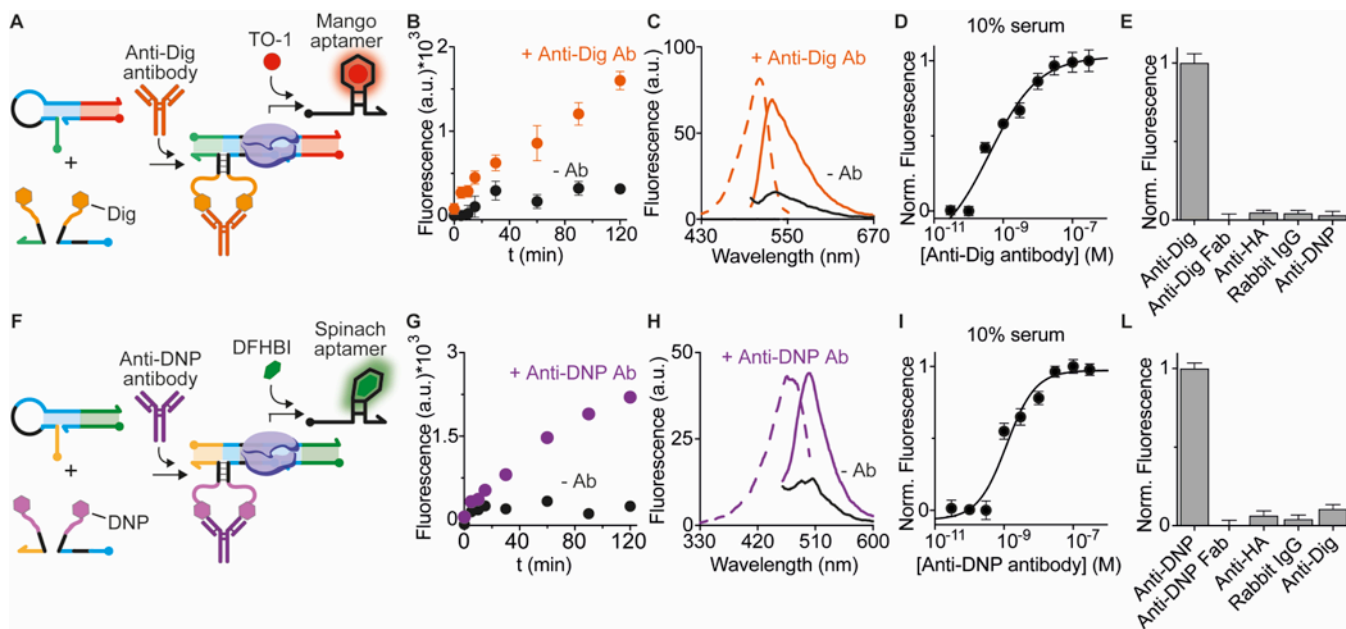 A
Anti-Dig
antibody
TO-1
Mango
aptamer
+
Dig
B
Fluorescence (a.u.)*10³
2
1
0
0 40 80 120
t (min)
+ Anti-Dig Ab
- Ab
C
Fluorescence (a.u.)
100
50
0
430 550 670
Wavelength (nm)
+ Anti-Dig Ab
- Ab
D
10% serum
Norm. Fluorescence
1
0
10⁻¹¹ 10⁻⁹ 10⁻⁷
[Anti-Dig antibody] (M)
E
Norm. Fluorescence
1
0
Anti-Dig
Anti-Dig Fab
Anti-HA
Rabbit IgG
Anti-DNP
F
Anti-DNP
antibody
DFHBI
Spinach
aptamer
+
DNP
G
Fluorescence (a.u.)*10³
3
1.5
0
0 40 80 120
t (min)
+ Anti-DNP Ab
- Ab
H
Fluorescence (a.u.)
50
25
0
330 420 510 600
Wavelength (nm)
+ Anti-DNP Ab
- Ab
I
10% serum
Norm. Fluorescence
1
0
10⁻¹¹ 10⁻⁹ 10⁻⁷
[Anti-DNP antibody] (M)
L
Norm. Fluorescence
1
0
Anti-DNP
Anti-DNP Fab
Anti-HA
Rabbit IgG
Anti-Dig